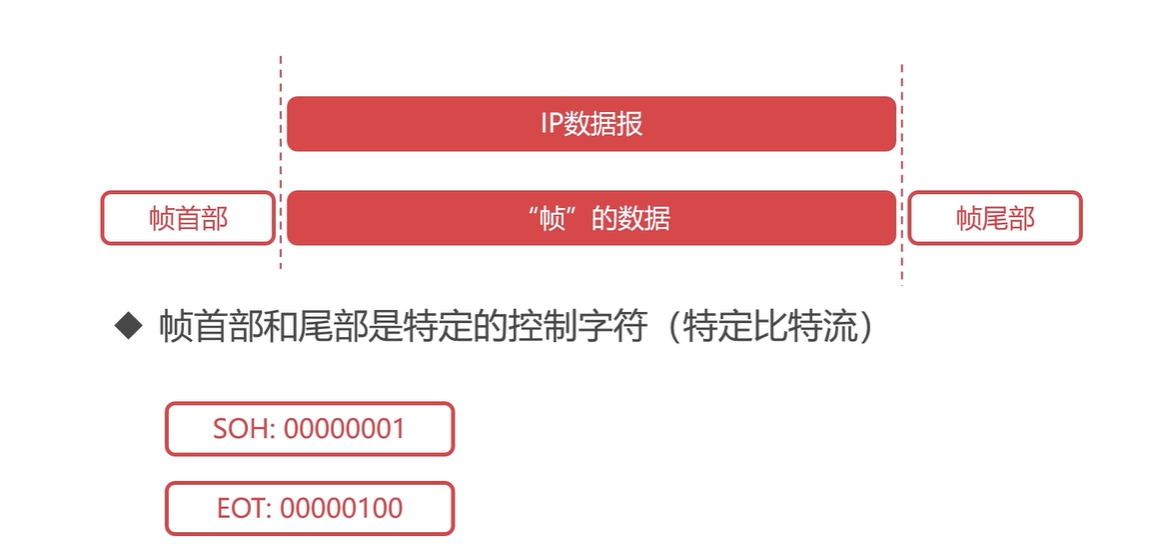 IP数据报
帧首部
“帧”的数据
帧尾部
帧首部和尾部是特定的控制字符（特定比特流）
SOH: 00000001
EOT: 00000100